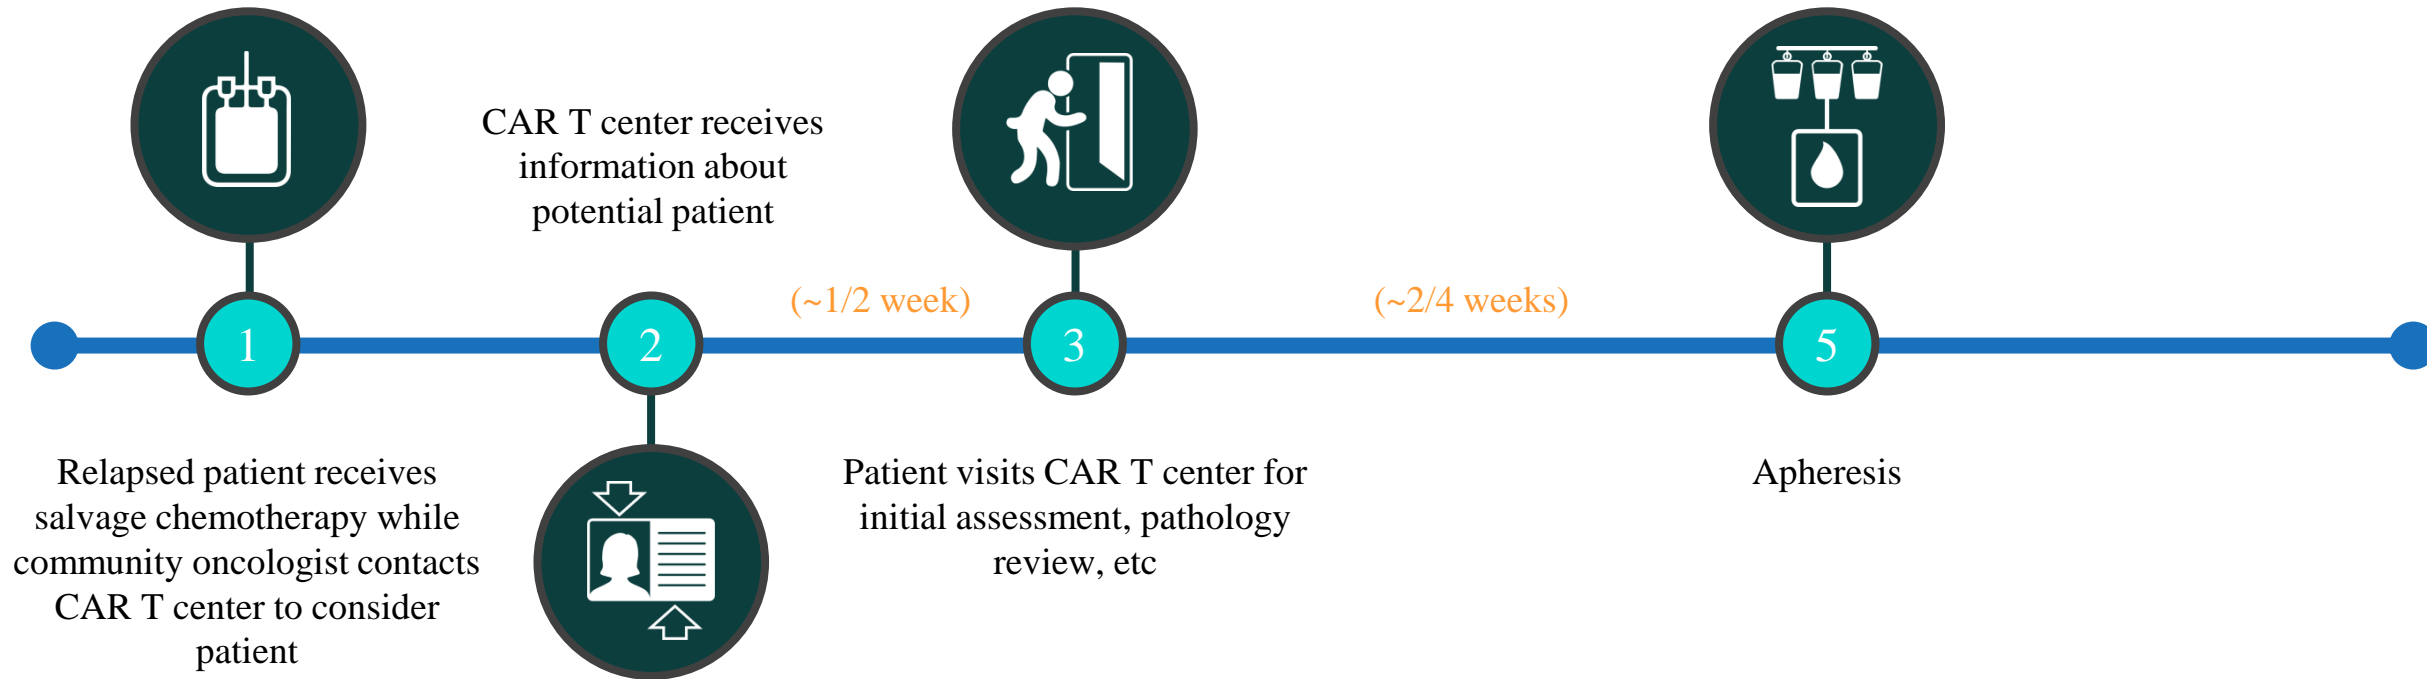 CAR T center receives
information about
potential patient
(~1/2 week)
(~2/4 weeks)
1
2
3
5
Relapsed patient receives
salvage chemotherapy while
community oncologist contacts
CAR T center to consider
patient
Patient visits CAR T center for
initial assessment, pathology
review, etc
Apheresis